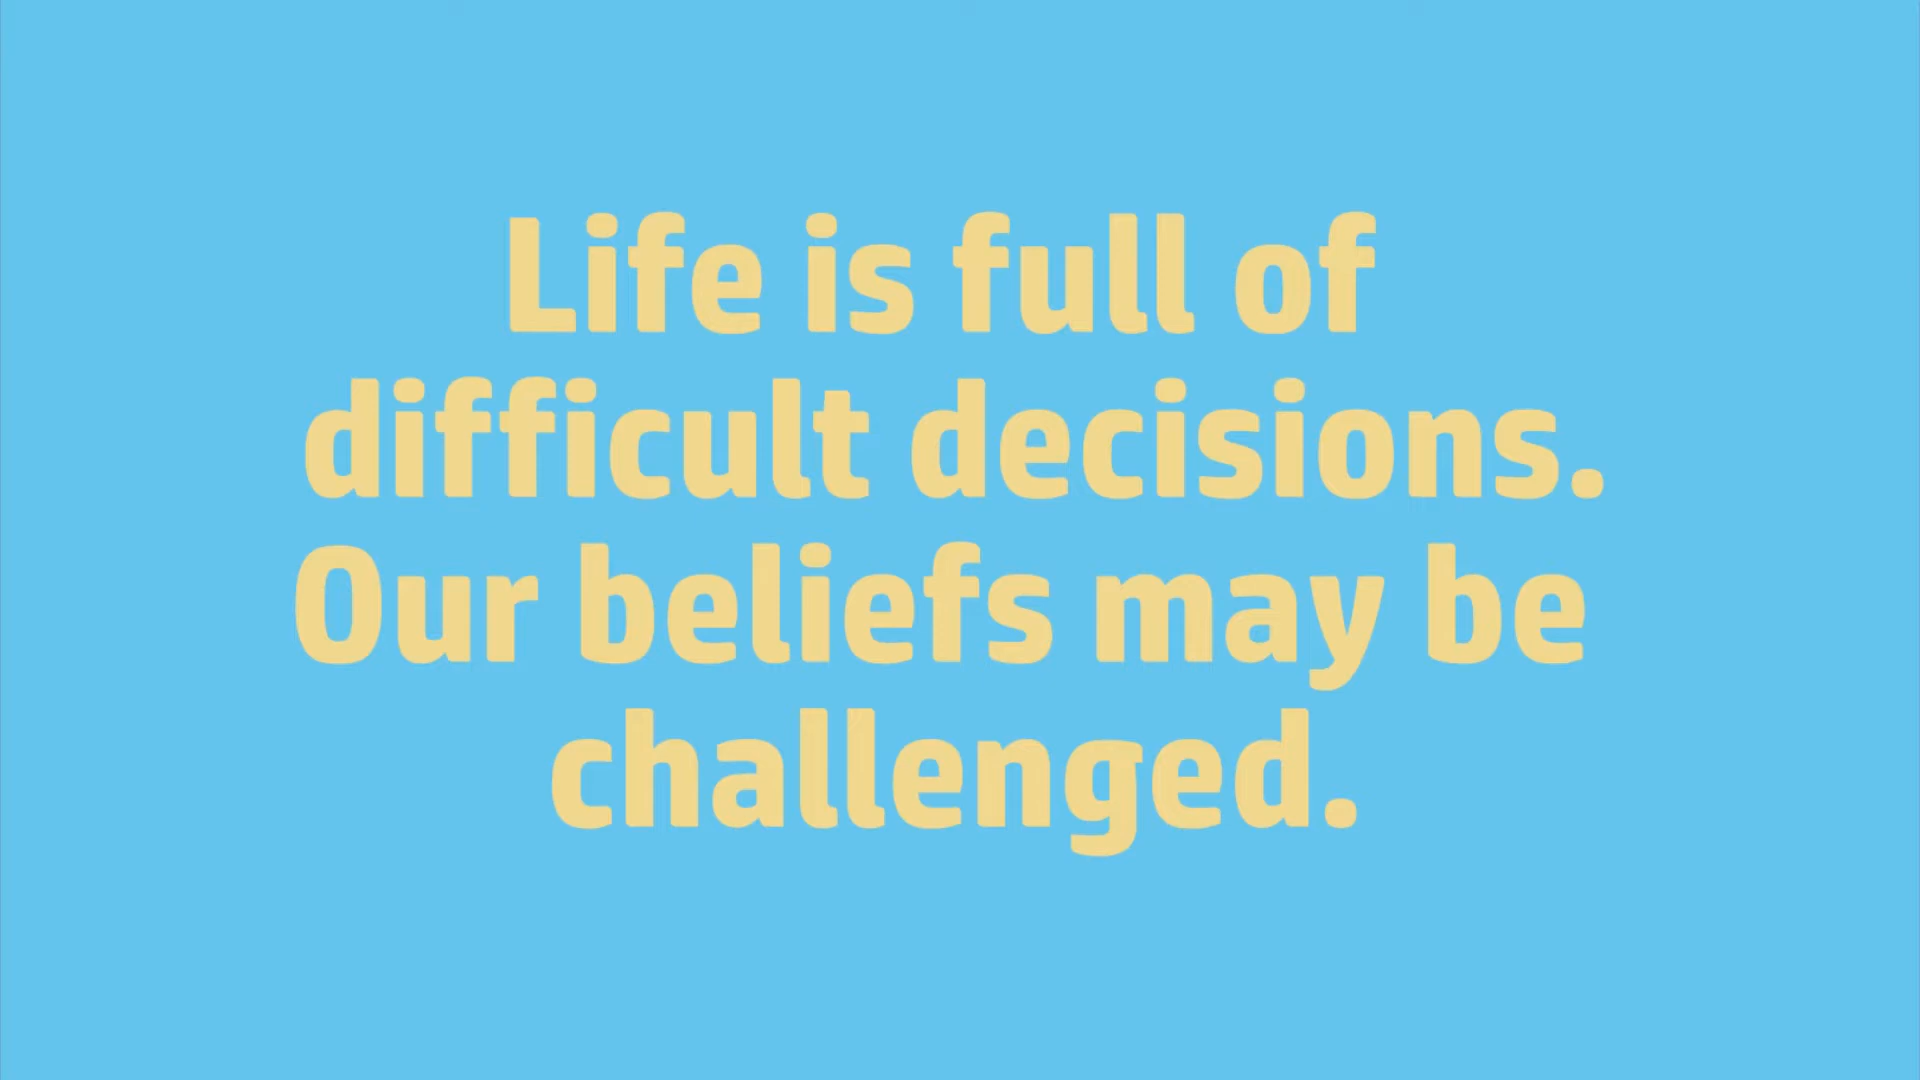 Life is full of
difficult decisions.
Our beliefs may be
challenged.